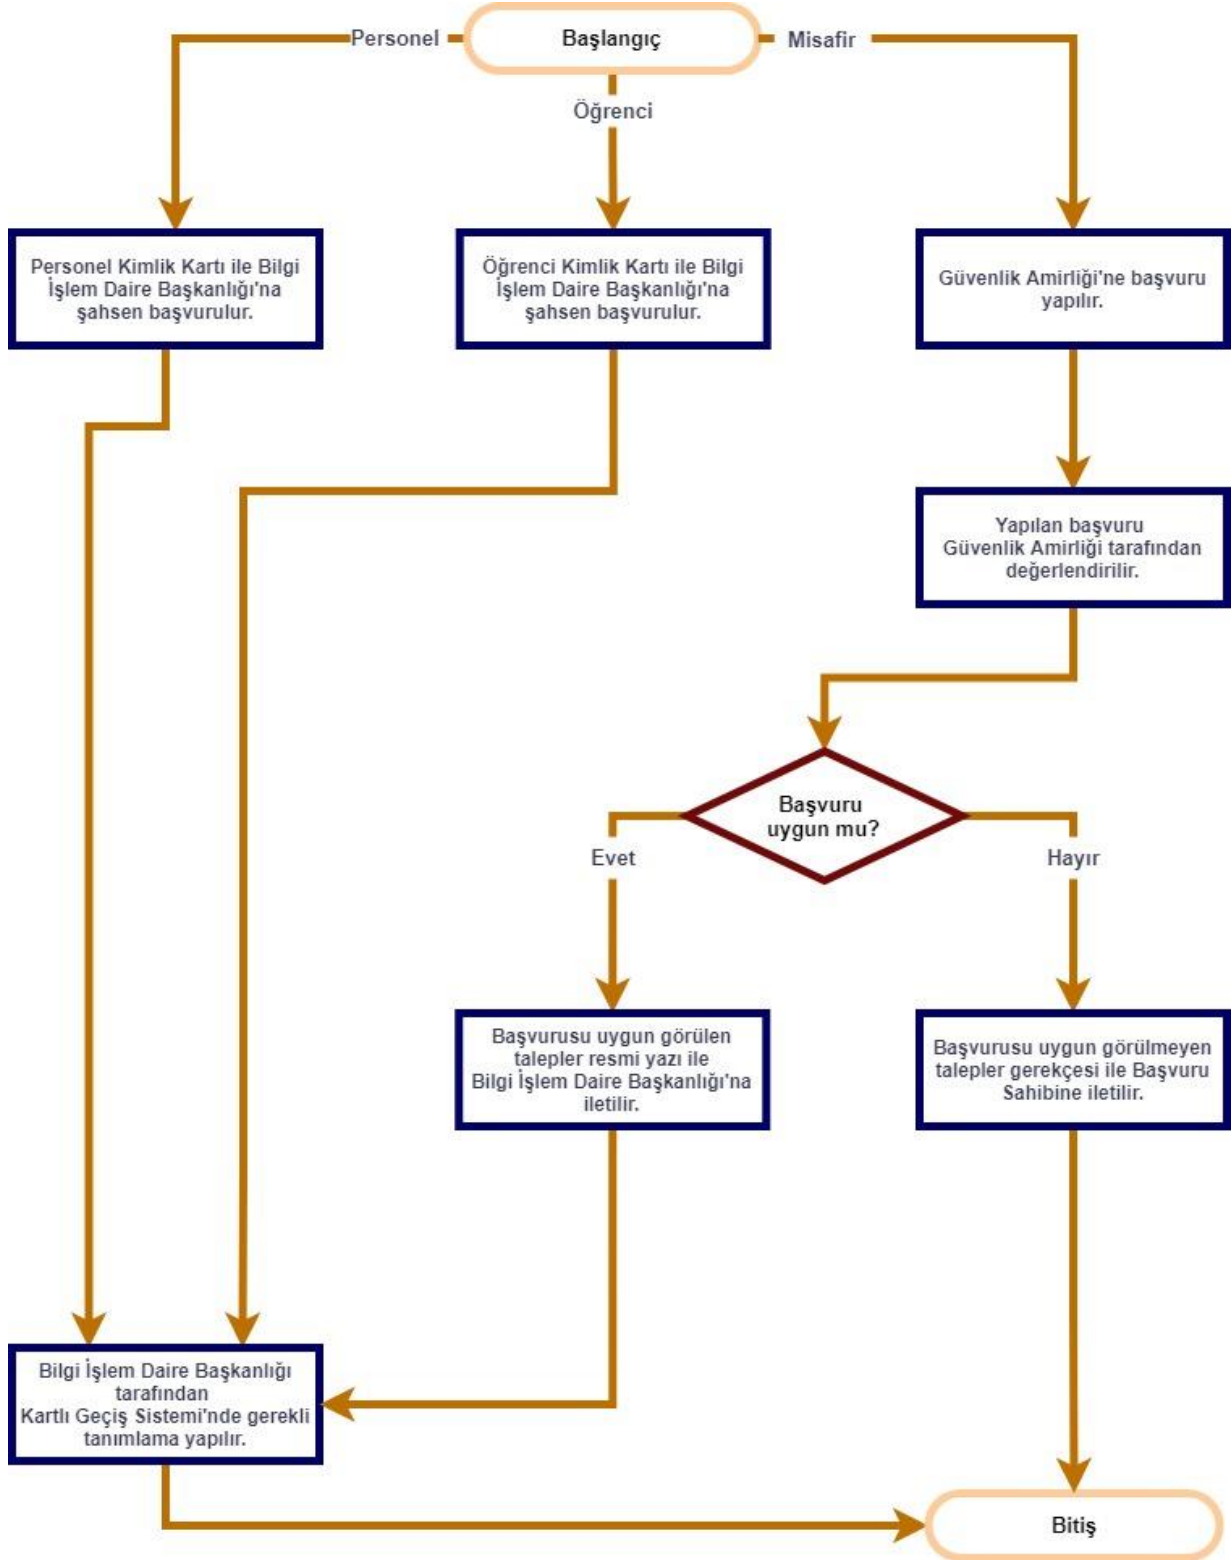 Personel
Başlangıç
Misafir
Öğrenci
Personel Kimlik Kartı ile Bilgi
İşlem Daire Başkanlığı'na
şahsen başvurulur.
Öğrenci Kimlik Kartı ile Bilgi
İşlem Daire Başkanlığı'na
şahsen başvurulur.
Güvenlik Amirliği'ne başvuru
yapılır.
Yapılan başvuru
Güvenlik Amirliği tarafından
değerlendirilir.
Başvuru
uygun mu?
Evet
Hayır
Başvurusu uygun görülen
talepler resmi yazı ile
Bilgi İşlem Daire Başkanlığı'na
iletilir.
Başvurusu uygun görülmeyen
talepler gerekçesi ile Başvuru
Sahibine iletilir.
Bilgi İşlem Daire Başkanlığı
tarafından
Kartlı Geçiş Sistemi'nde gerekli
tanımlama yapılır.
Bitiş